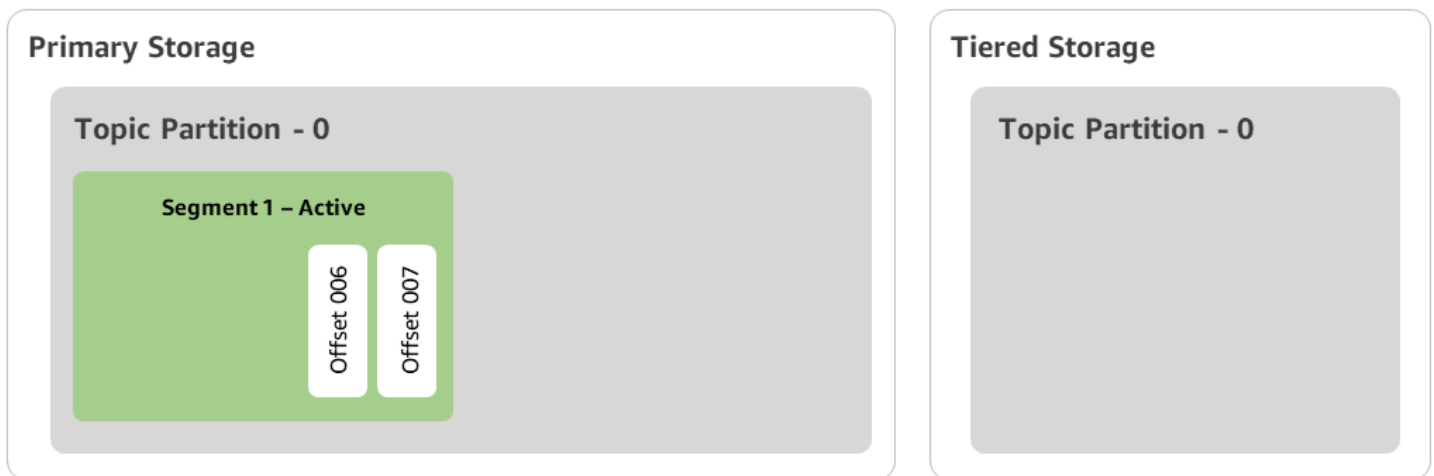 Primary Storage
Topic Partition - 0
Segment 1 – Active
Offset 006
Offset 007
Tiered Storage
Topic Partition - 0